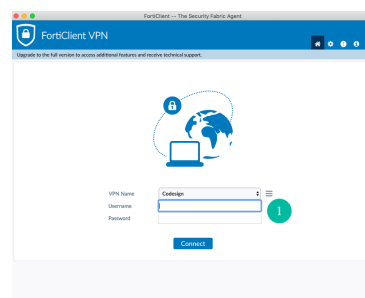 FortiClient -- The Security Fabric Agent
FortiClient VPN
Upgrade to the full version to access additional features and receive technical support.
VPN Name Codesign
Username
1
Password
Connect